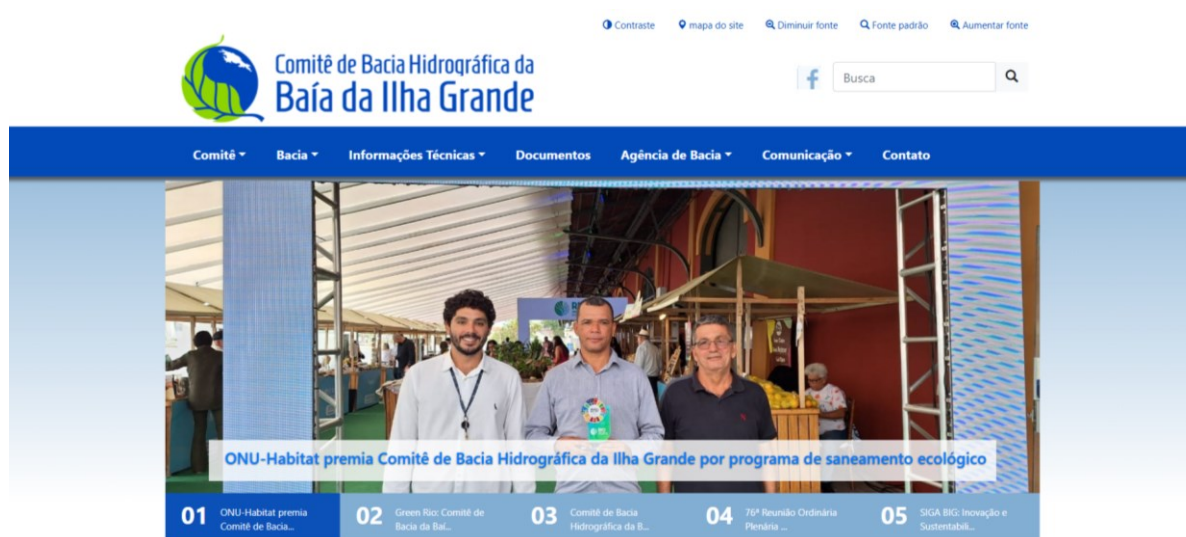 Contraste
mapa do site
Diminuir fonte
Fonte padrão
Aumentar fonte
Comitê de Bacia Hidrográfica da
Baía da Ilha Grande
Busca
Comitê
Bacia
Informações Técnicas
Documentos
Agência de Bacia
Comunicação
Contato
ONU-Habitat premia Comitê de Bacia Hidrográfica da Ilha Grande por programa de saneamento ecológico
01
ONU-Habitat premia
Comitê de Bacia...
02
Green Rio: Comitê de
Bacia da Baí...
03
Comitê de Bacia
Hidrográfica da B...
04
76ª Reunião Ordinária
Plenária ...
05
SIGA BIG: Inovação e
Sustentabili...